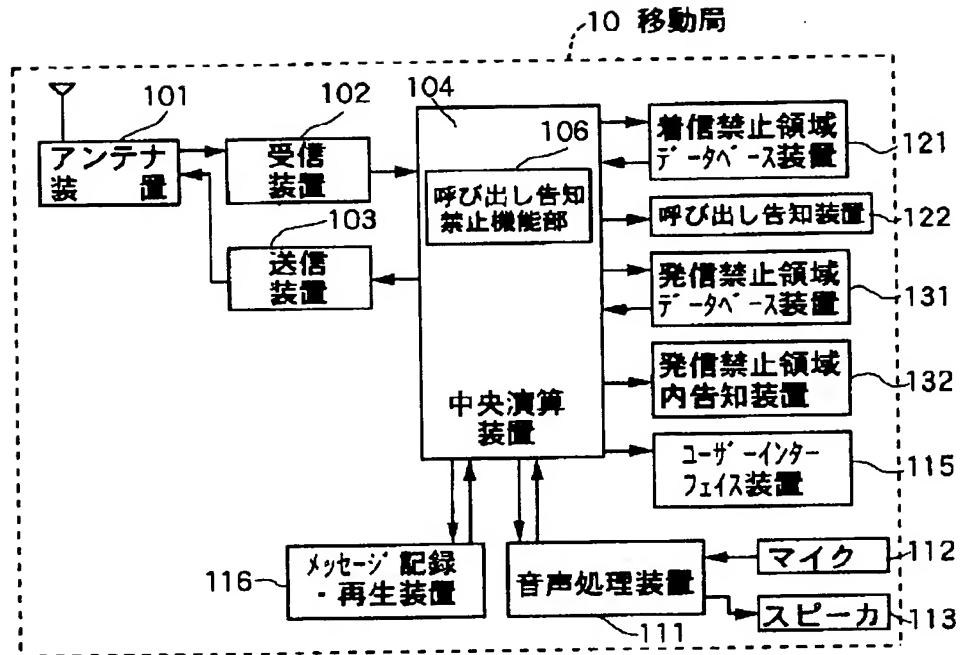 10 移動局
101
102
104
106
アンテナ
装置
受信
装置
103
送信
装置
呼び出し告知
禁止機能部
中央演算
装置
着信禁止領域
データベース装置
121
呼び出し告知装置
122
発信禁止領域
データベース装置
131
発信禁止領域
内告知装置
132
ユーザーインター
フェイス装置
115
メッセージ記録
・再生装置
116
音声処理装置
111
マイク
112
スピーカ
113